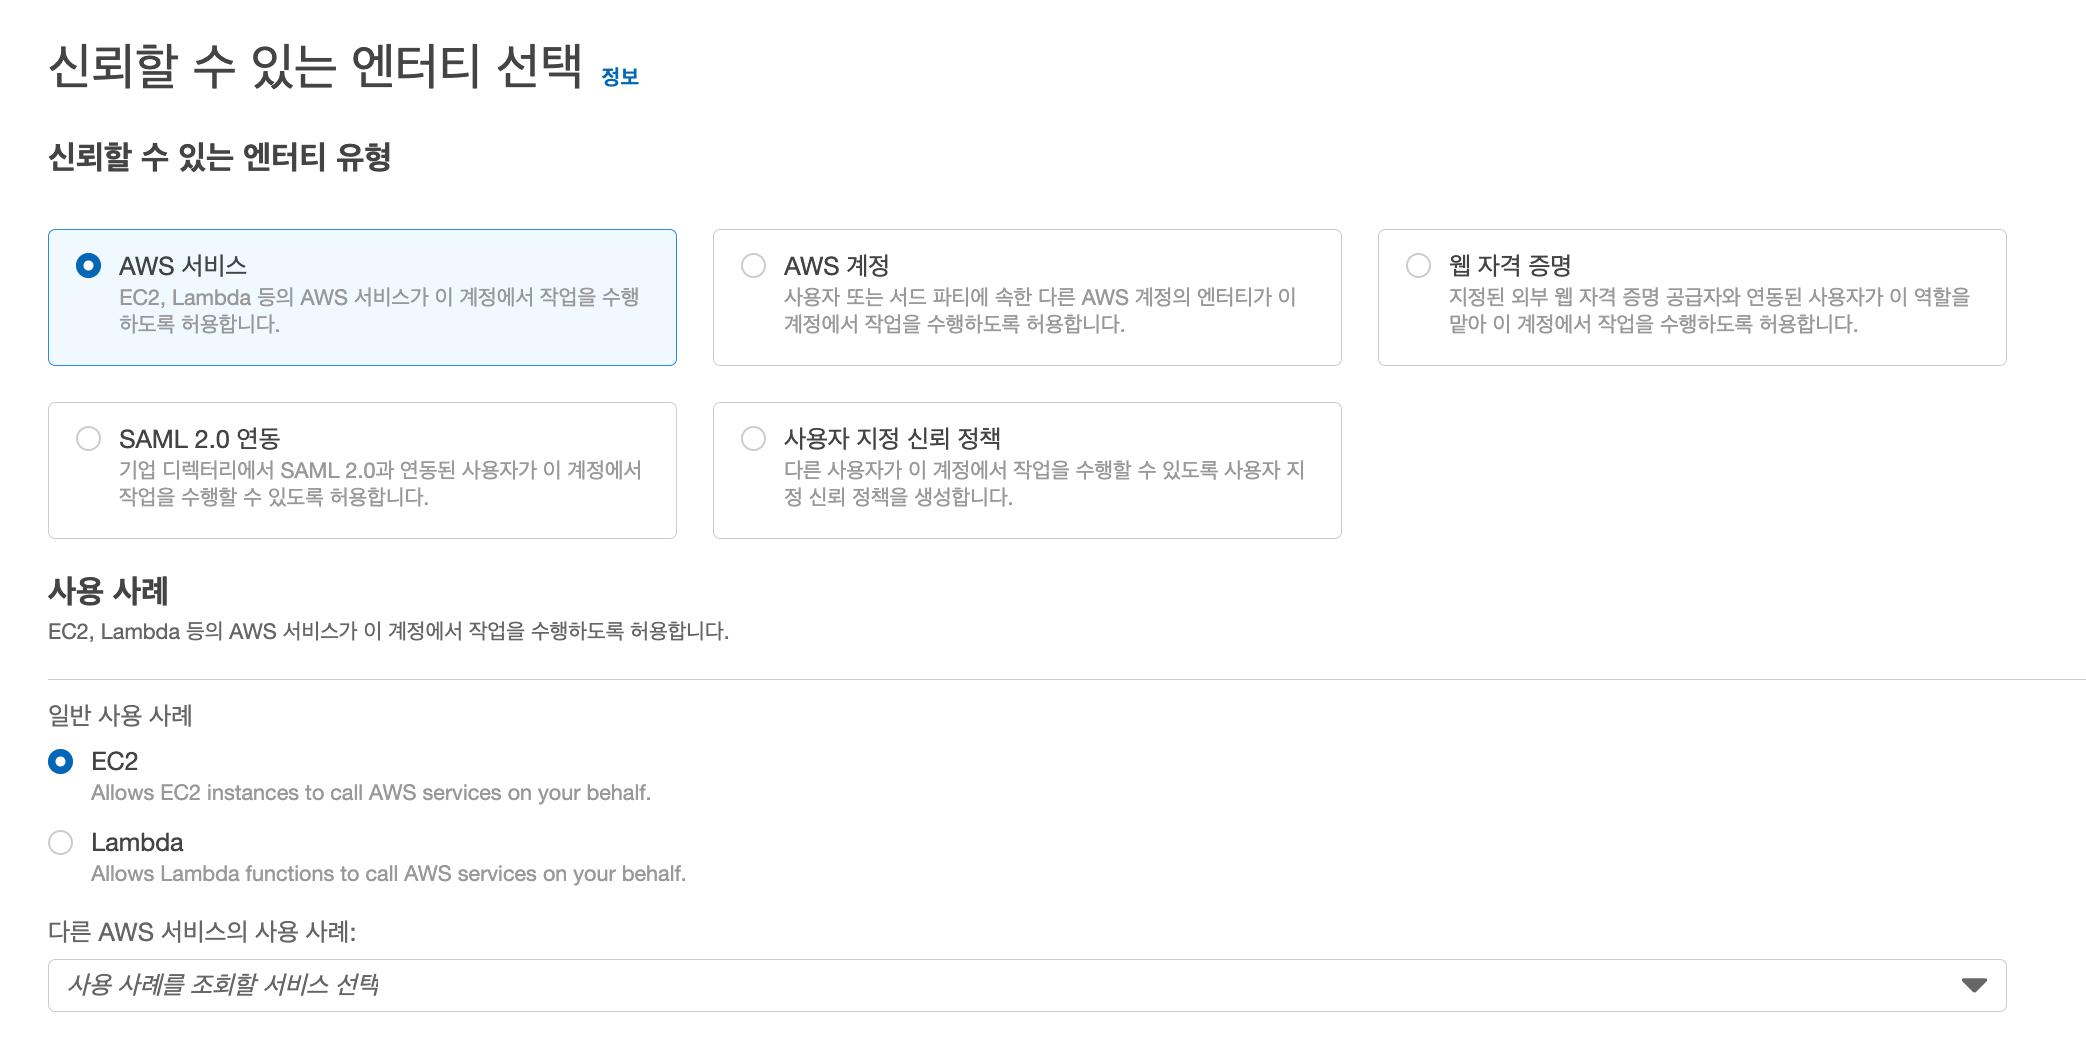 신뢰할 수 있는 엔터티 선택 정보
신뢰할 수 있는 엔터티 유형
AWS 서비스
EC2, Lambda 등의 AWS 서비스가 이 계정에서 작업을 수행
하도록 허용합니다.
AWS 계정
사용자 또는 서드 파티에 속한 다른 AWS 계정의 엔터티가 이
계정에서 작업을 수행하도록 허용합니다.
웹 자격 증명
지정된 외부 웹 자격 증명 공급자와 연동된 사용자가 이 역할을
맡아 이 계정에서 작업을 수행하도록 허용합니다.
SAML 2.0 연동
기업 디렉터리에서 SAML 2.0과 연동된 사용자가 이 계정에서
작업을 수행할 수 있도록 허용합니다.
사용자 지정 신뢰 정책
다른 사용자가 이 계정에서 작업을 수행할 수 있도록 사용자 지
정 신뢰 정책을 생성합니다.
사용 사례
EC2, Lambda 등의 AWS 서비스가 이 계정에서 작업을 수행하도록 허용합니다.
일반 사용 사례
EC2
Allows EC2 instances to call AWS services on your behalf.
Lambda
Allows Lambda functions to call AWS services on your behalf.
다른 AWS 서비스의 사용 사례:
사용 사례를 조회할 서비스 선택